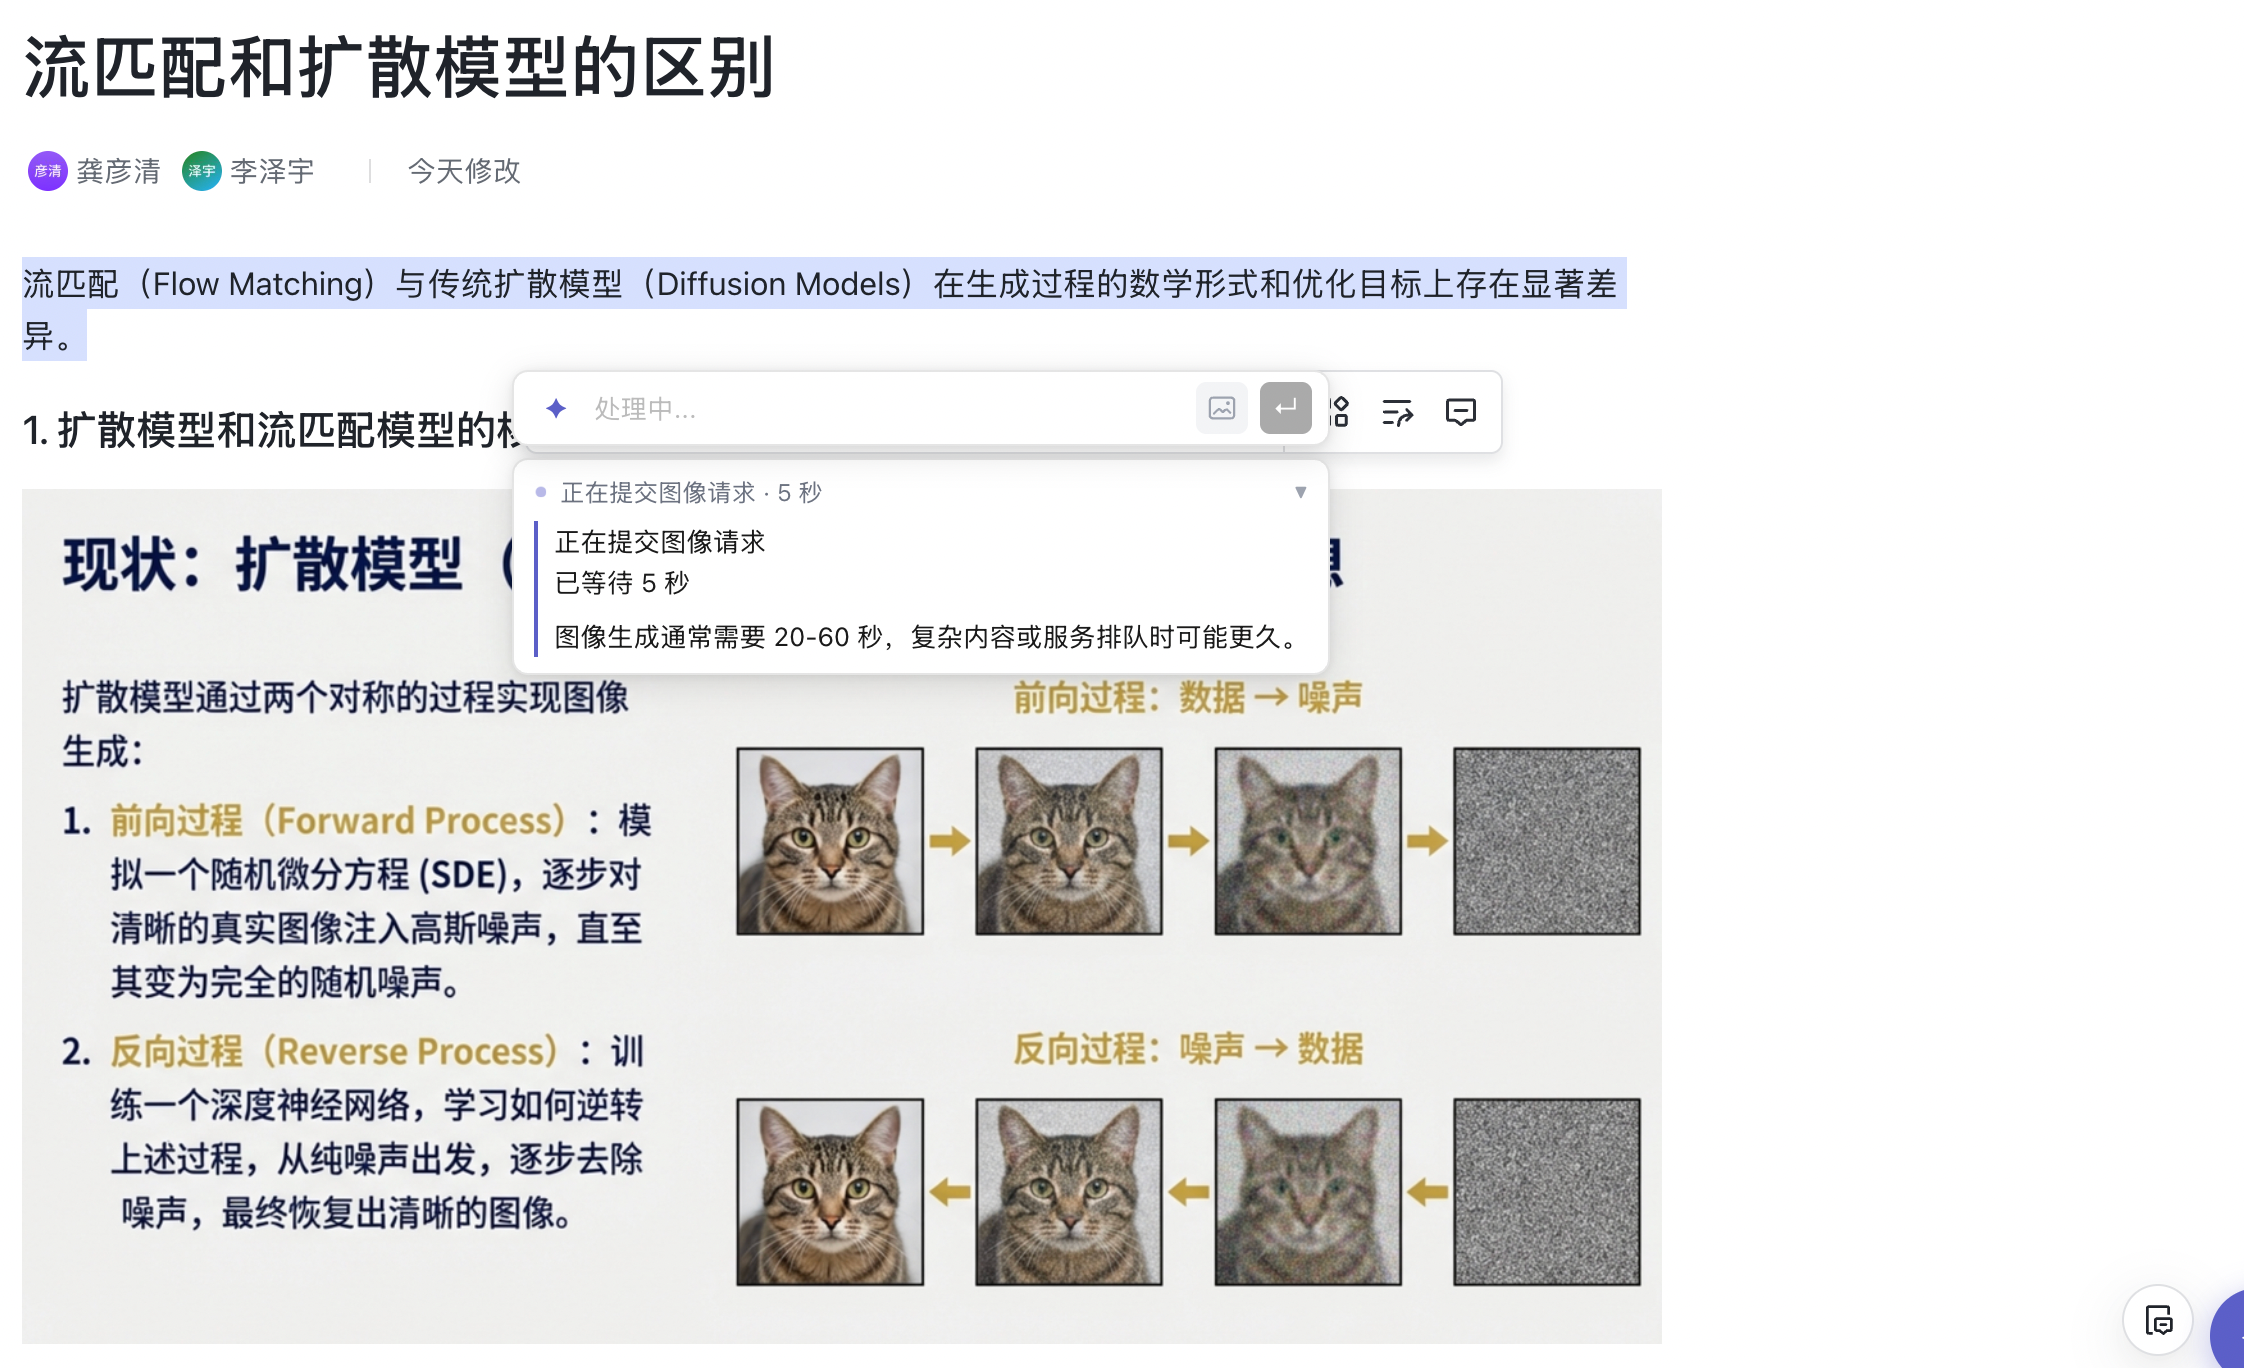 流匹配和扩散模型的区别
彦清 龚彦清 泽宇 李泽宇 今天修改
流匹配（Flow Matching）与传统扩散模型（Diffusion Models）在生成过程的数学形式和优化目标上存在显著差
异。
处理中...
1. 扩散模型和流匹配模型的
正在提交图像请求 · 5 秒
正在提交图像请求
已等待 5 秒
图像生成通常需要 20-60 秒，复杂内容或服务排队时可能更久。
现状：扩散模型（
扩散模型通过两个对称的过程实现图像
生成：
1. 前向过程（Forward Process）：模
拟一个随机微分方程 (SDE)，逐步对
清晰的真实图像注入高斯噪声，直至
其变为完全的随机噪声。
2. 反向过程（Reverse Process）：训
练一个深度神经网络，学习如何逆转
上述过程，从纯噪声出发，逐步去除
噪声，最终恢复出清晰的图像。
前向过程：数据 → 噪声
反向过程：噪声 → 数据